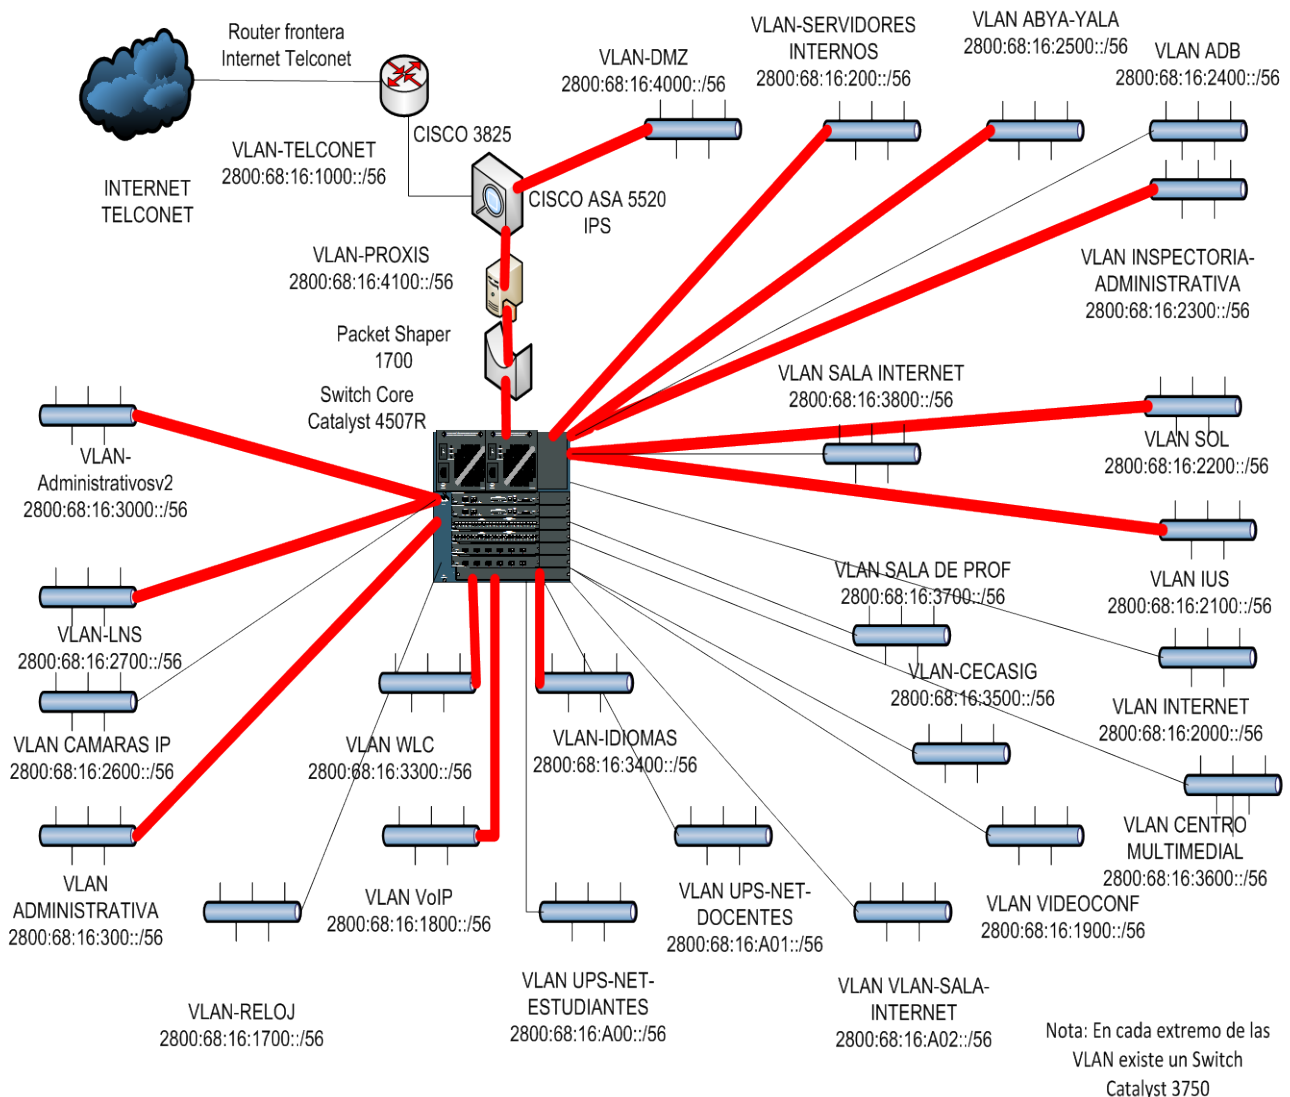 Router frontera
Internet Telconet
INTERNET
TELCONET
CISCO 3825
VLAN-TELCONET
2800:68:16:1000::/56
CISCO ASA 5520
IPS
VLAN-DMZ
2800:68:16:4000::/56
VLAN-SERVIDORES
INTERNOS
2800:68:16:200::/56
VLAN ABYA-YALA
2800:68:16:2500::/56
VLAN ADB
2800:68:16:2400::/56
VLAN INSPECTORIA-
ADMINISTRATIVA
2800:68:16:2300::/56
VLAN-PROXIS
2800:68:16:4100::/56
Packet Shaper
1700
Switch Core
Catalyst 4507R
VLAN SALA INTERNET
2800:68:16:3800::/56
VLAN SOL
2800:68:16:2200::/56
VLAN IUS
2800:68:16:2100::/56
VLAN-
Administrativosv2
2800:68:16:3000::/56
VLAN-LNS
2800:68:16:2700::/56
VLAN CAMARAS IP
2800:68:16:2600::/56
VLAN
ADMINISTRATIVA
2800:68:16:300::/56
VLAN SALA DE PROF
2800:68:16:3700::/56
VLAN-CECASIG
2800:68:16:3500::/56
VLAN INTERNET
2800:68:16:2000::/56
VLAN WLC
2800:68:16:3300::/56
VLAN-IDIOMAS
2800:68:16:3400::/56
VLAN CENTRO
MULTIMEDIAL
2800:68:16:3600::/56
VLAN VoIP
2800:68:16:1800::/56
VLAN UPS-NET-
DOCENTES
2800:68:16:A01::/56
VLAN VIDEOCONF
2800:68:16:1900::/56
VLAN-RELOJ
2800:68:16:1700::/56
VLAN UPS-NET-
ESTUDIANTES
2800:68:16:A00::/56
VLAN VLAN-SALA-
INTERNET
2800:68:16:A02::/56
Nota: En cada extremo de las
VLAN existe un Switch
Catalyst 3750